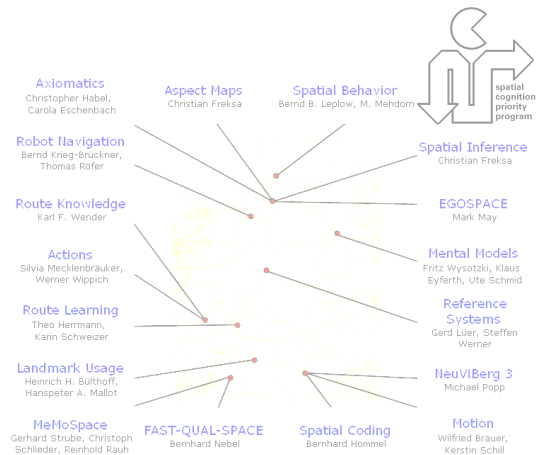 Axiomatics
Christopher Habel,
Carola Eschenbach
Aspect Maps
Christian Freksa
Spatial Behavior
Bernd B. Leplow, M. Mehdorn
spatial
cognition
priority
program
Robot Navigation
Bernd Krieg-Brückner,
Thomas Röfer
Spatial Inference
Christian Freksa
Route Knowledge
Karl F. Wender
EGOSPACE
Mark May
Actions
Silvia Mecklenbräuker,
Werner Wippich
Mental Models
Fritz Wysotzki, Klaus
Eyferth, Ute Schmid
Route Learning
Theo Herrmann,
Karin Schweizer
Reference
Systems
Gerd Lüer, Steffen
Werner
Landmark Usage
Heinrich H. Bülthoff,
Hanspeter A. Mallot
NeuViBerg 3
Michael Popp
MeMoSpace
Gerhard Strube, Christoph
Schlieder, Reinhold Rauh
FAST-QUAL-SPACE
Bernhard Nebel
Spatial Coding
Bernhard Hommel
Motion
Wilfried Brauer,
Kerstin Schill